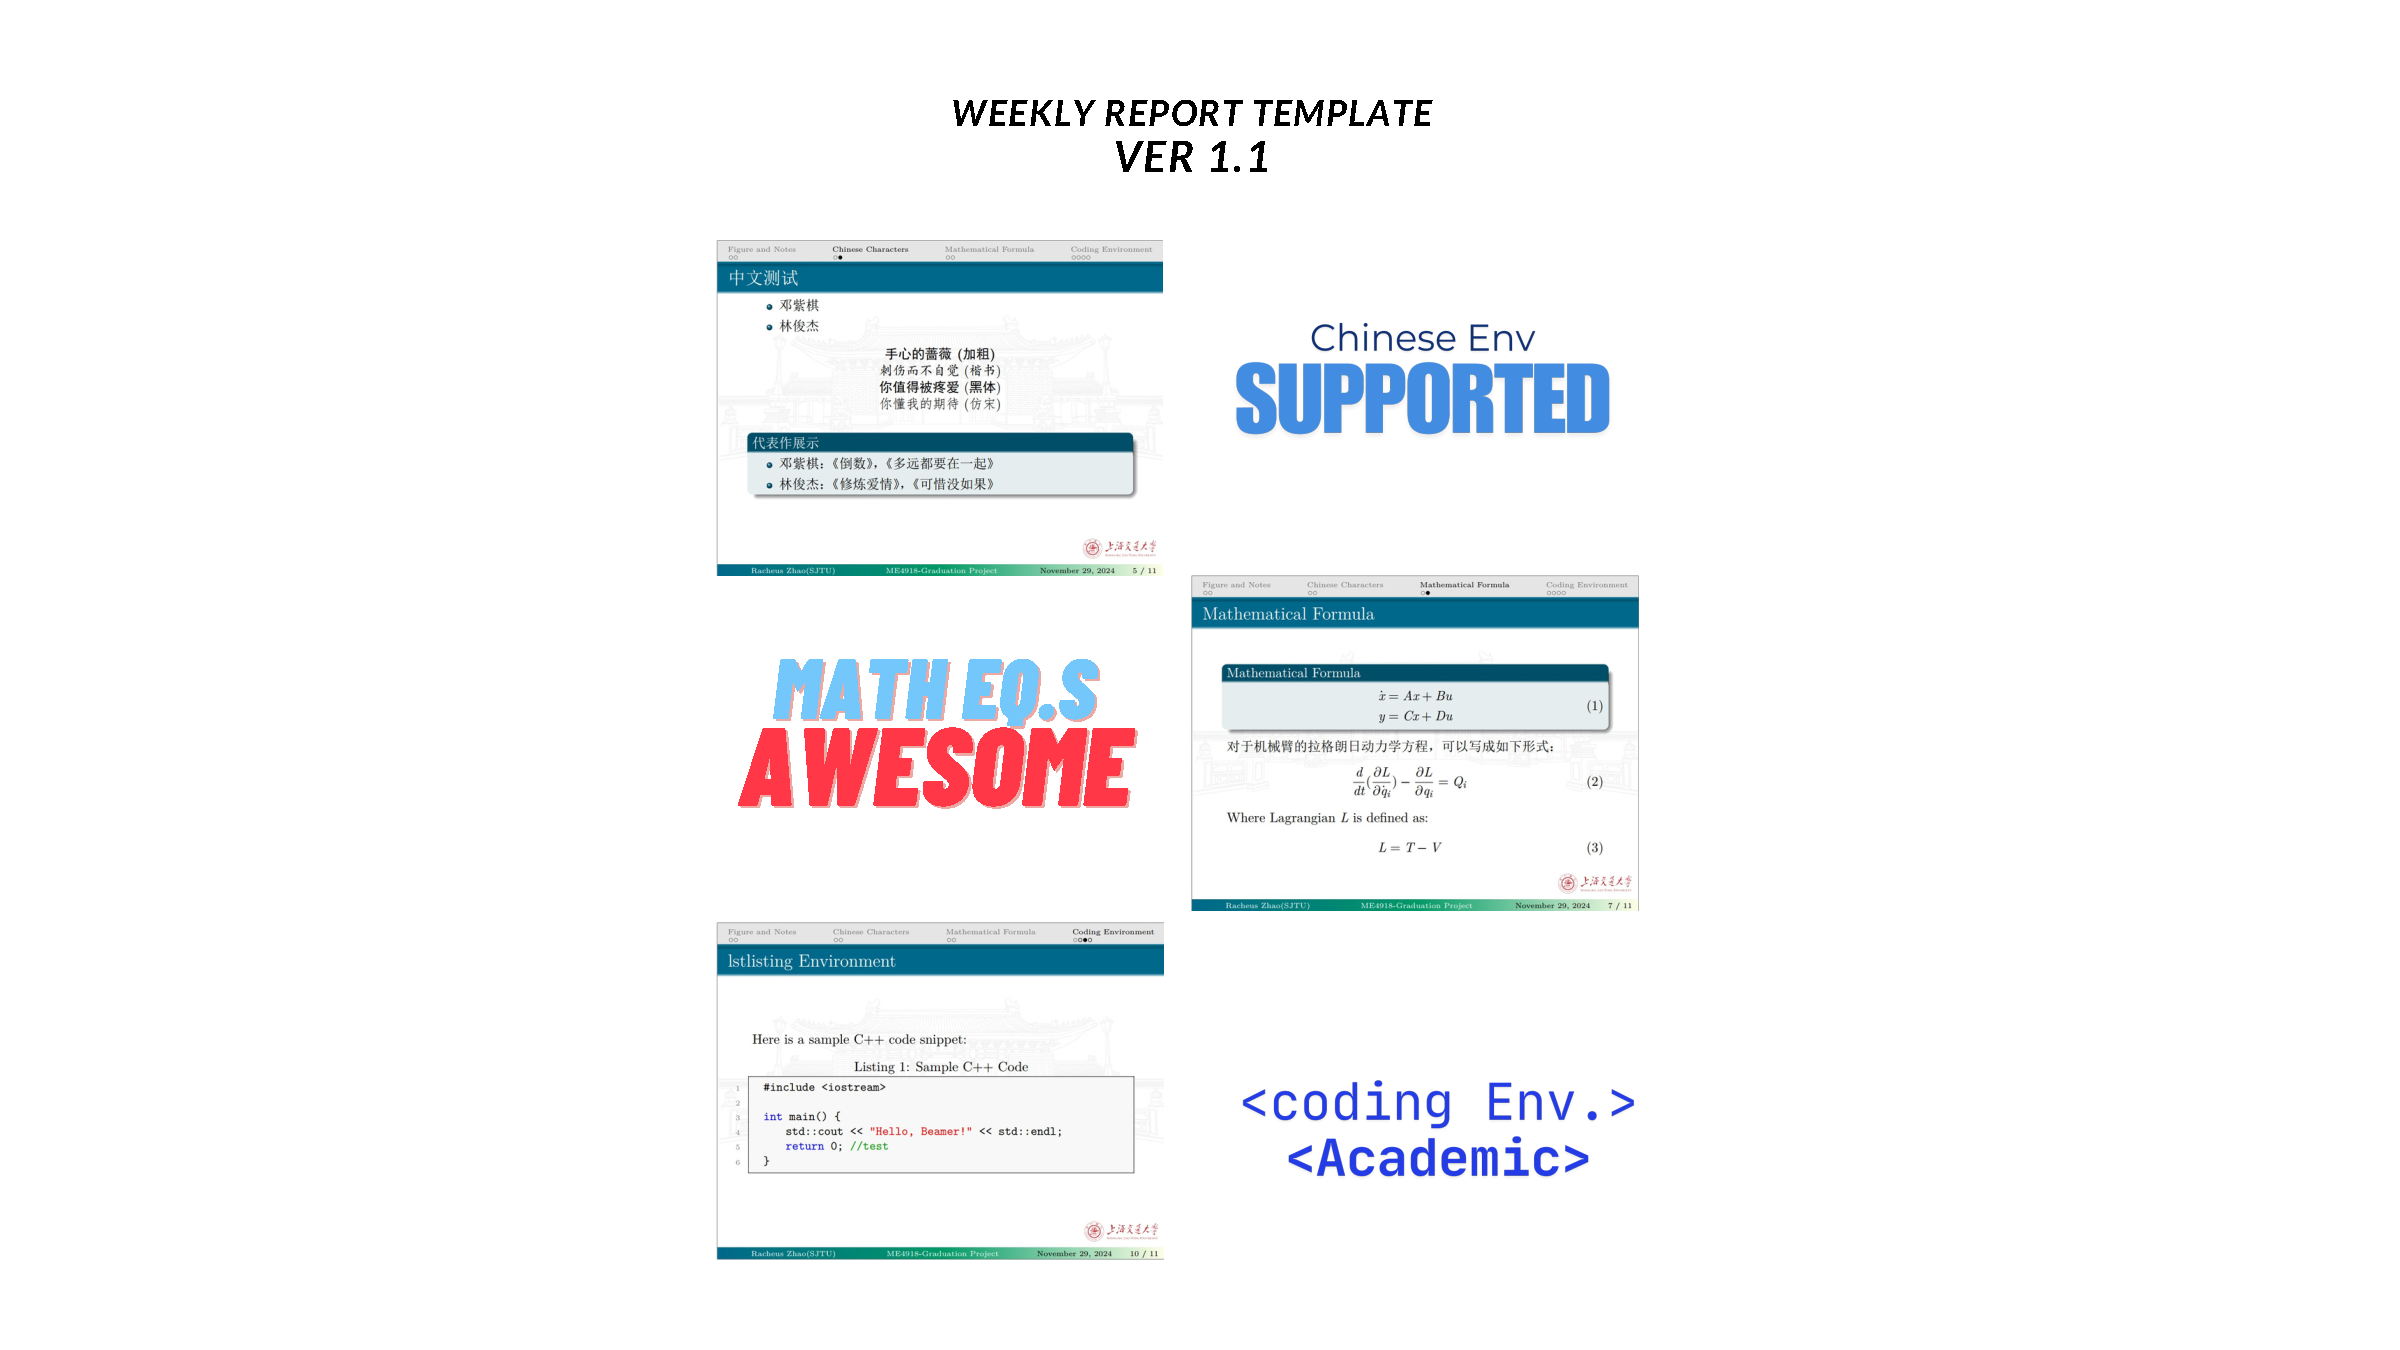 WEEKLY REPORT TEMPLATE
VER 1.1
Figure and Notes Chinese Characters Mathematical Formula Coding Environment
中文测试
邓紫棋
林俊杰
手心的蔷薇 (加粗)
刺伤而不自觉 (楷书)
你值得被疼爱 (黑体)
你懂我的期待 (仿宋)
代表作展示
邓紫棋：《倒数》，《多远都要在一起》
林俊杰：《修炼爱情》，《可惜没如果》
上海交通大学
Racheus Zhao(SJTU) ME4918-Graduation Project November 29, 2024 5 / 11
Chinese Env
SUPPORTED
MATH EQ.S
AWESOME
Figure and Notes Chinese Characters Mathematical Formula Coding Environment
Mathematical Formula
Mathematical Formula
ẋ = Ax + Bu
y = Cx + Du
(1)
对于机械臂的拉格朗日动力学方程，可以写成如下形式：
d/dt(∂L/∂q̇ᵢ) − ∂L/∂qᵢ = Qᵢ (2)
Where Lagrangian L is defined as:
L = T − V (3)
上海交通大学
Racheus Zhao(SJTU) ME4918-Graduation Project November 29, 2024 7 / 11
Figure and Notes Chinese Characters Mathematical Formula Coding Environment
lstlisting Environment
Here is a sample C++ code snippet:
Listing 1: Sample C++ Code
1 #include <iostream>
2
3 int main() {
4 std::cout << "Hello, Beamer!" << std::endl;
5 return 0; //test
6 }
上海交通大学
Racheus Zhao(SJTU) ME4918-Graduation Project November 29, 2024 10 / 11
<coding Env.>
<Academic>